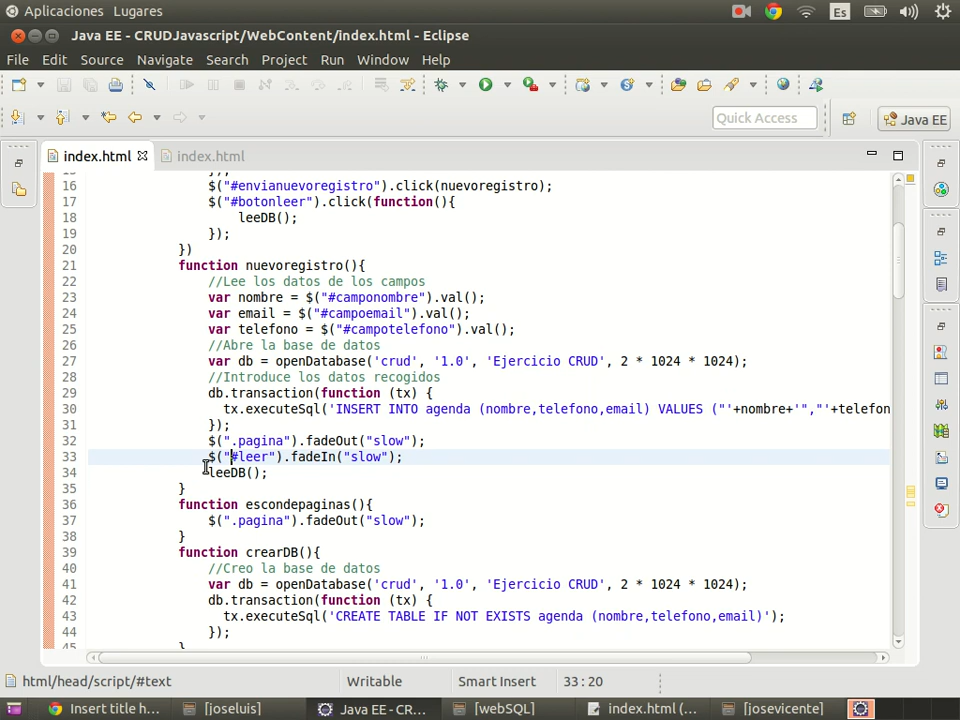 Aplicaciones Lugares
Es
Java EE - CRUDJavascript/WebContent/index.html - Eclipse
File Edit Source Navigate Search Project Run Window Help
Quick Access
Java EE
index.html
index.html
15 });
16 $("#envianuevoregistro").click(nuevoregistro);
17 $("#botonleer").click(function(){
18 leeDB();
19 });
20 })
21 function nuevoregistro(){
22 //Lee los datos de los campos
23 var nombre = $("#camponombre").val();
24 var email = $("#campoemail").val();
25 var telefono = $("#campotelefono").val();
26 //Abre la base de datos
27 var db = openDatabase('crud', '1.0', 'Ejercicio CRUD', 2 * 1024 * 1024);
28 //Introduce los datos recogidos
29 db.transaction(function (tx) {
30 tx.executeSql('INSERT INTO agenda (nombre,telefono,email) VALUES ("'+nombre+'","'+telefon
31 });
32 $(".pagina").fadeOut("slow");
33 $("#leer").fadeIn("slow");
34 leeDB();
35 }
36 function escondepaginas(){
37 $(".pagina").fadeOut("slow");
38 }
39 function crearDB(){
40 //Creo la base de datos
41 var db = openDatabase('crud', '1.0', 'Ejercicio CRUD', 2 * 1024 * 1024);
42 db.transaction(function (tx) {
43 tx.executeSql('CREATE TABLE IF NOT EXISTS agenda (nombre,telefono,email)');
44 });
45 }
html/head/script/#text Writable Smart Insert 33 : 20
Insert title h... [joseluis] Java EE - CR... [webSQL] index.html (... [josevicente]